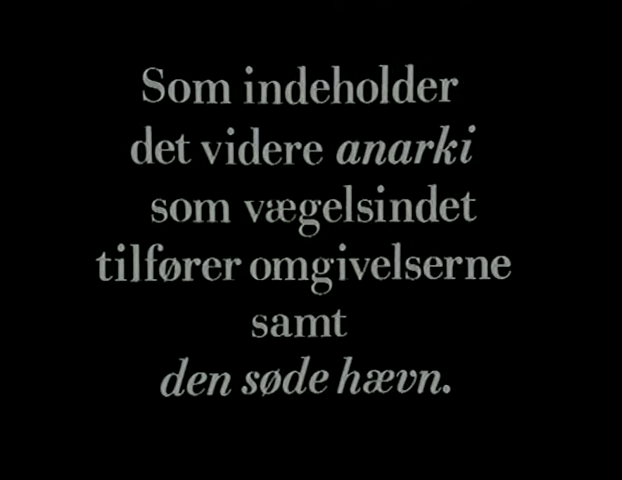 Som indeholder
det videre anarki
som vægelsindet
tilfører omgivelserne
samt
den søde hævn.